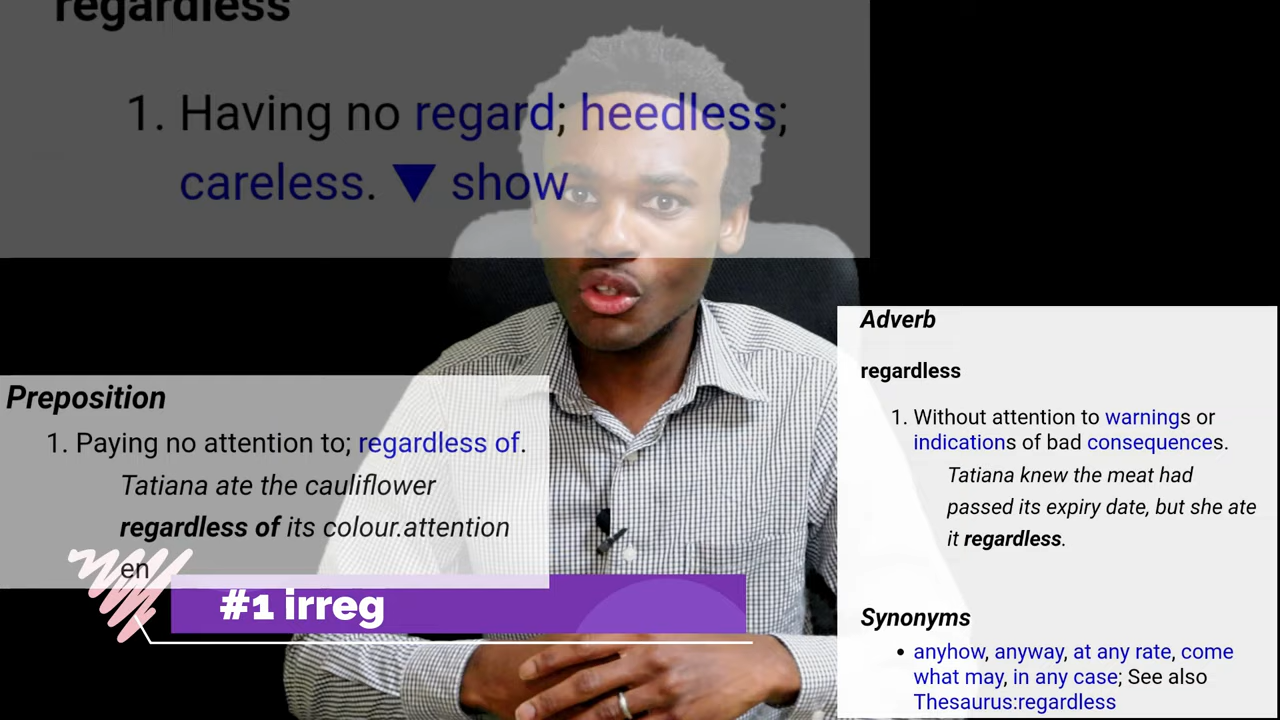 regardless
1. Having no regard; heedless;
careless. ▼ show
Preposition
1. Paying no attention to; regardless of.
Tatiana ate the cauliflower
regardless of its colour.attention
en
#1 irreg
Adverb
regardless
1. Without attention to warnings or
indications of bad consequences.
Tatiana knew the meat had
passed its expiry date, but she ate
it regardless.
Synonyms
• anyhow, anyway, at any rate, come
what may, in any case; See also
Thesaurus:regardless